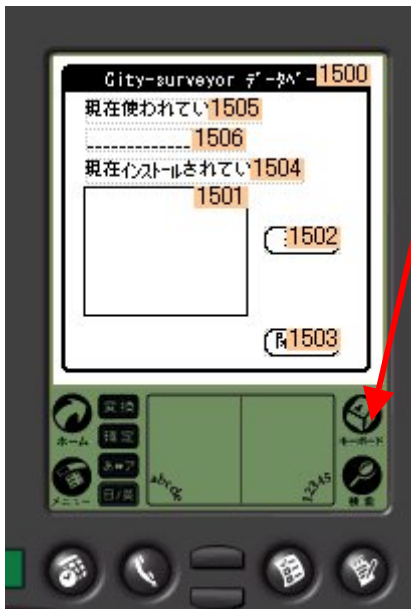 City-surveyor データベー1500
現在使われてい1505
_____________1506
現在インストールされてい1504
1501
1502
1503
変換
確定
ホーム
キーボード
あ⇔ア
メニュー
日/英
abcde
12345
検索